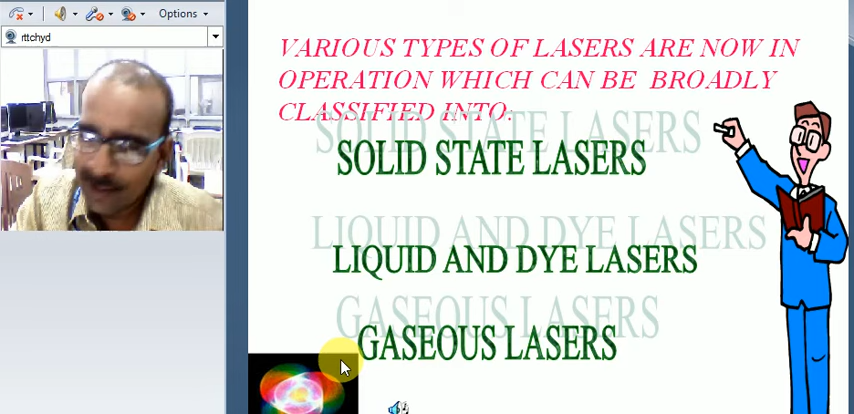 Options
rttchyd
VARIOUS TYPES OF LASERS ARE NOW IN
OPERATION WHICH CAN BE BROADLY
CLASSIFIED INTO:
SOLID STATE LASERS
LIQUID AND DYE LASERS
GASEOUS LASERS